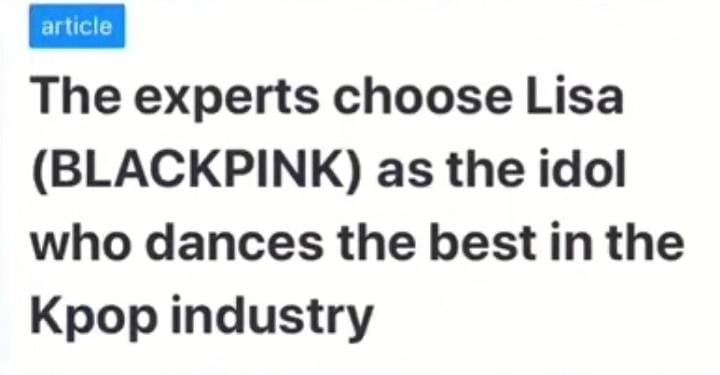 article
The experts choose Lisa
(BLACKPINK) as the idol
who dances the best in the
Kpop industry